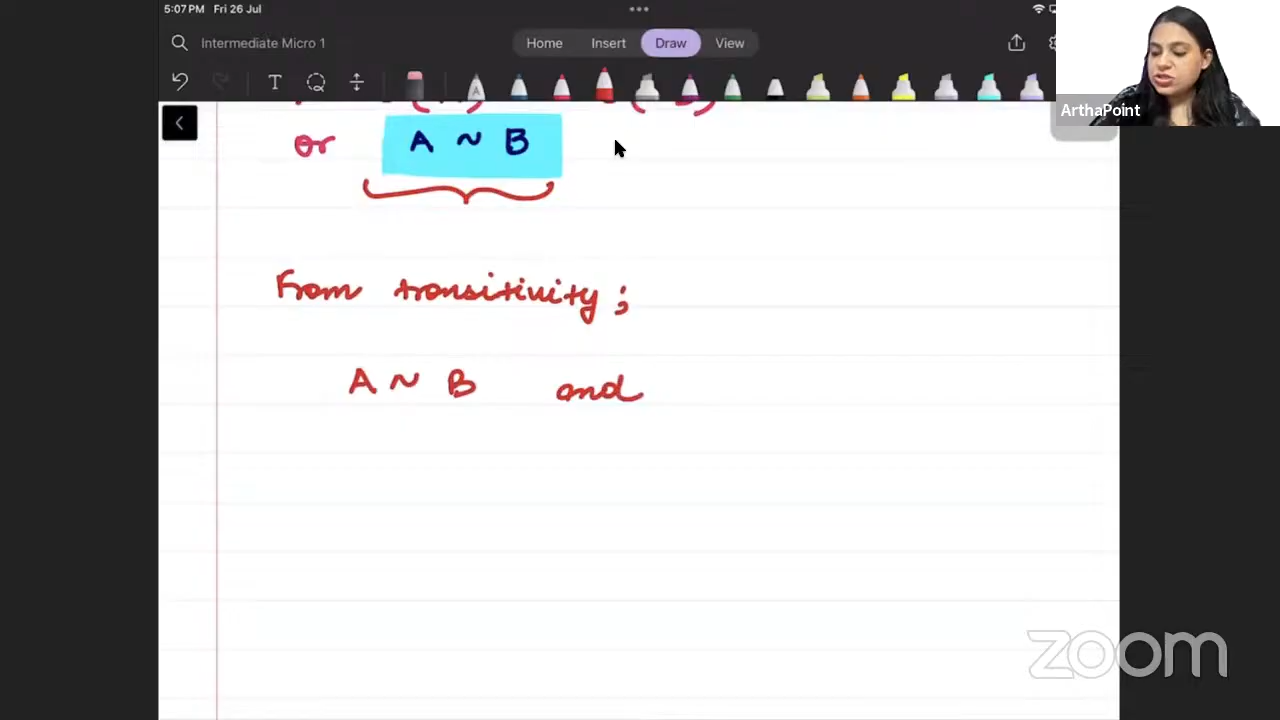 5:07 PM Fri 26 Jul
Intermediate Micro 1
Home Insert Draw View
ArthaPoint
or A ~ B
From transitivity ;
A ~ B and
zoom